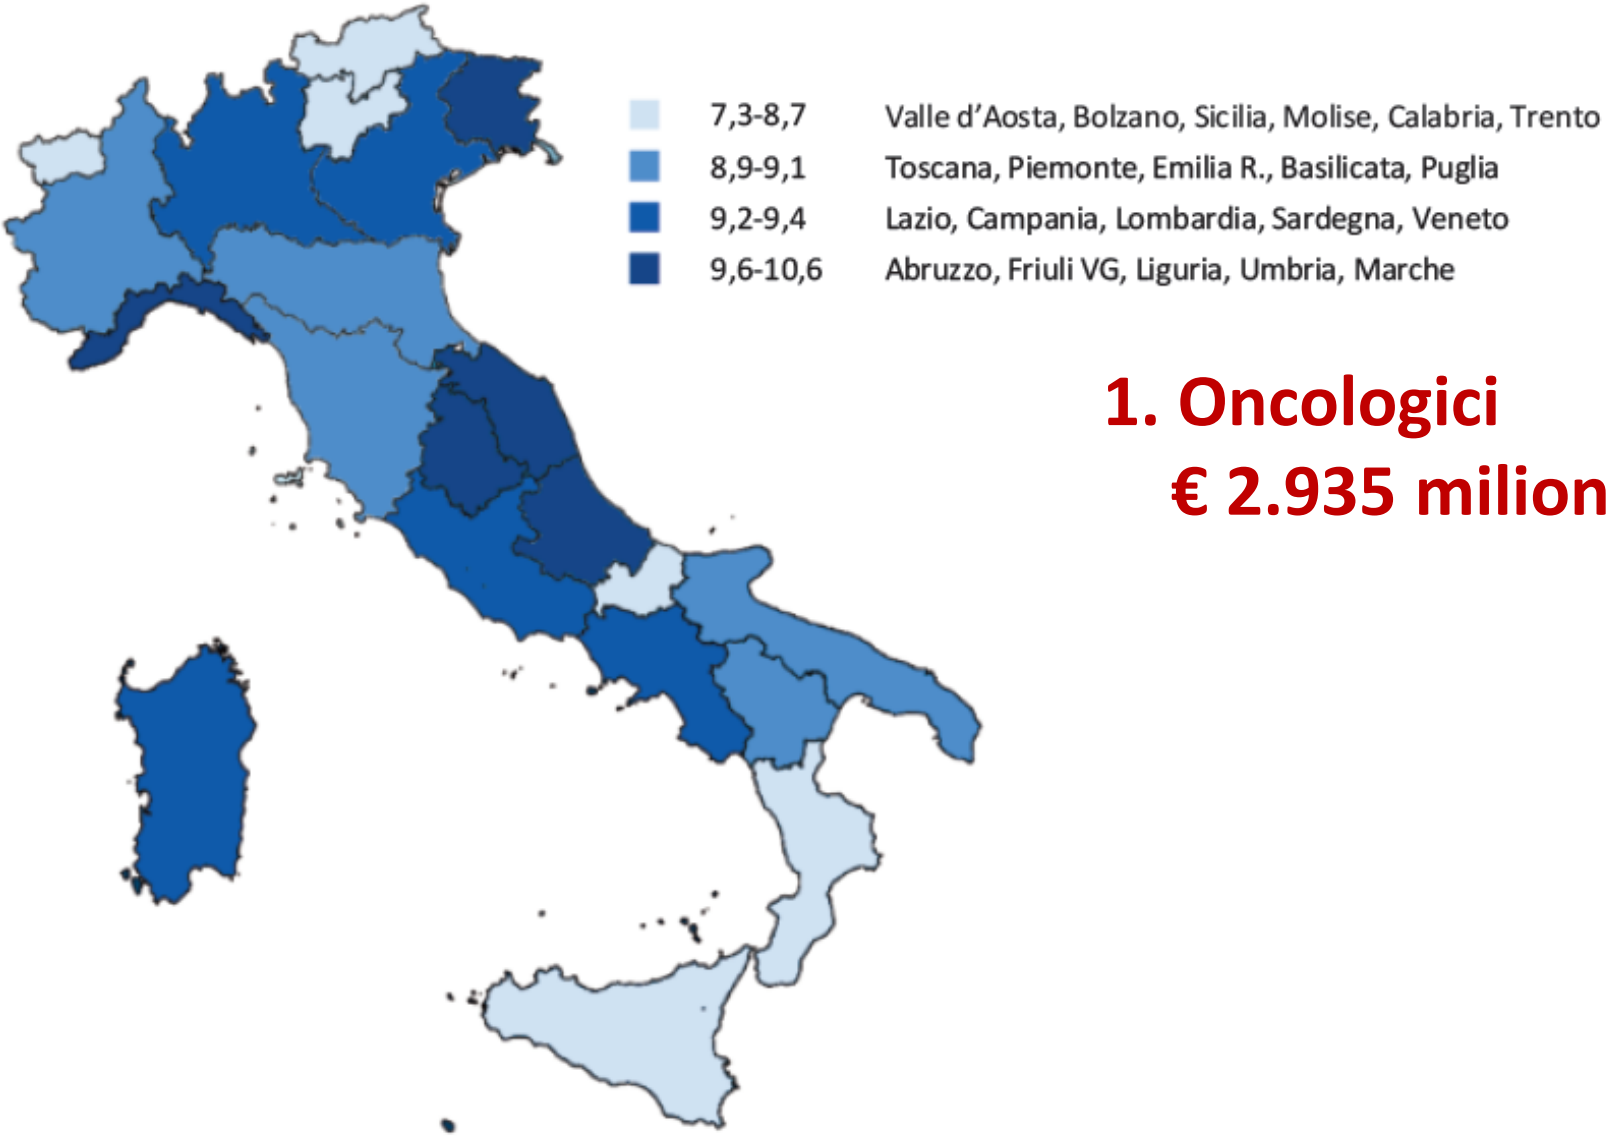 7,3-8,7 Valle d’Aosta, Bolzano, Sicilia, Molise, Calabria, Trento
8,9-9,1 Toscana, Piemonte, Emilia R., Basilicata, Puglia
9,2-9,4 Lazio, Campania, Lombardia, Sardegna, Veneto
9,6-10,6 Abruzzo, Friuli VG, Liguria, Umbria, Marche
1. Oncologici
€ 2.935 milion